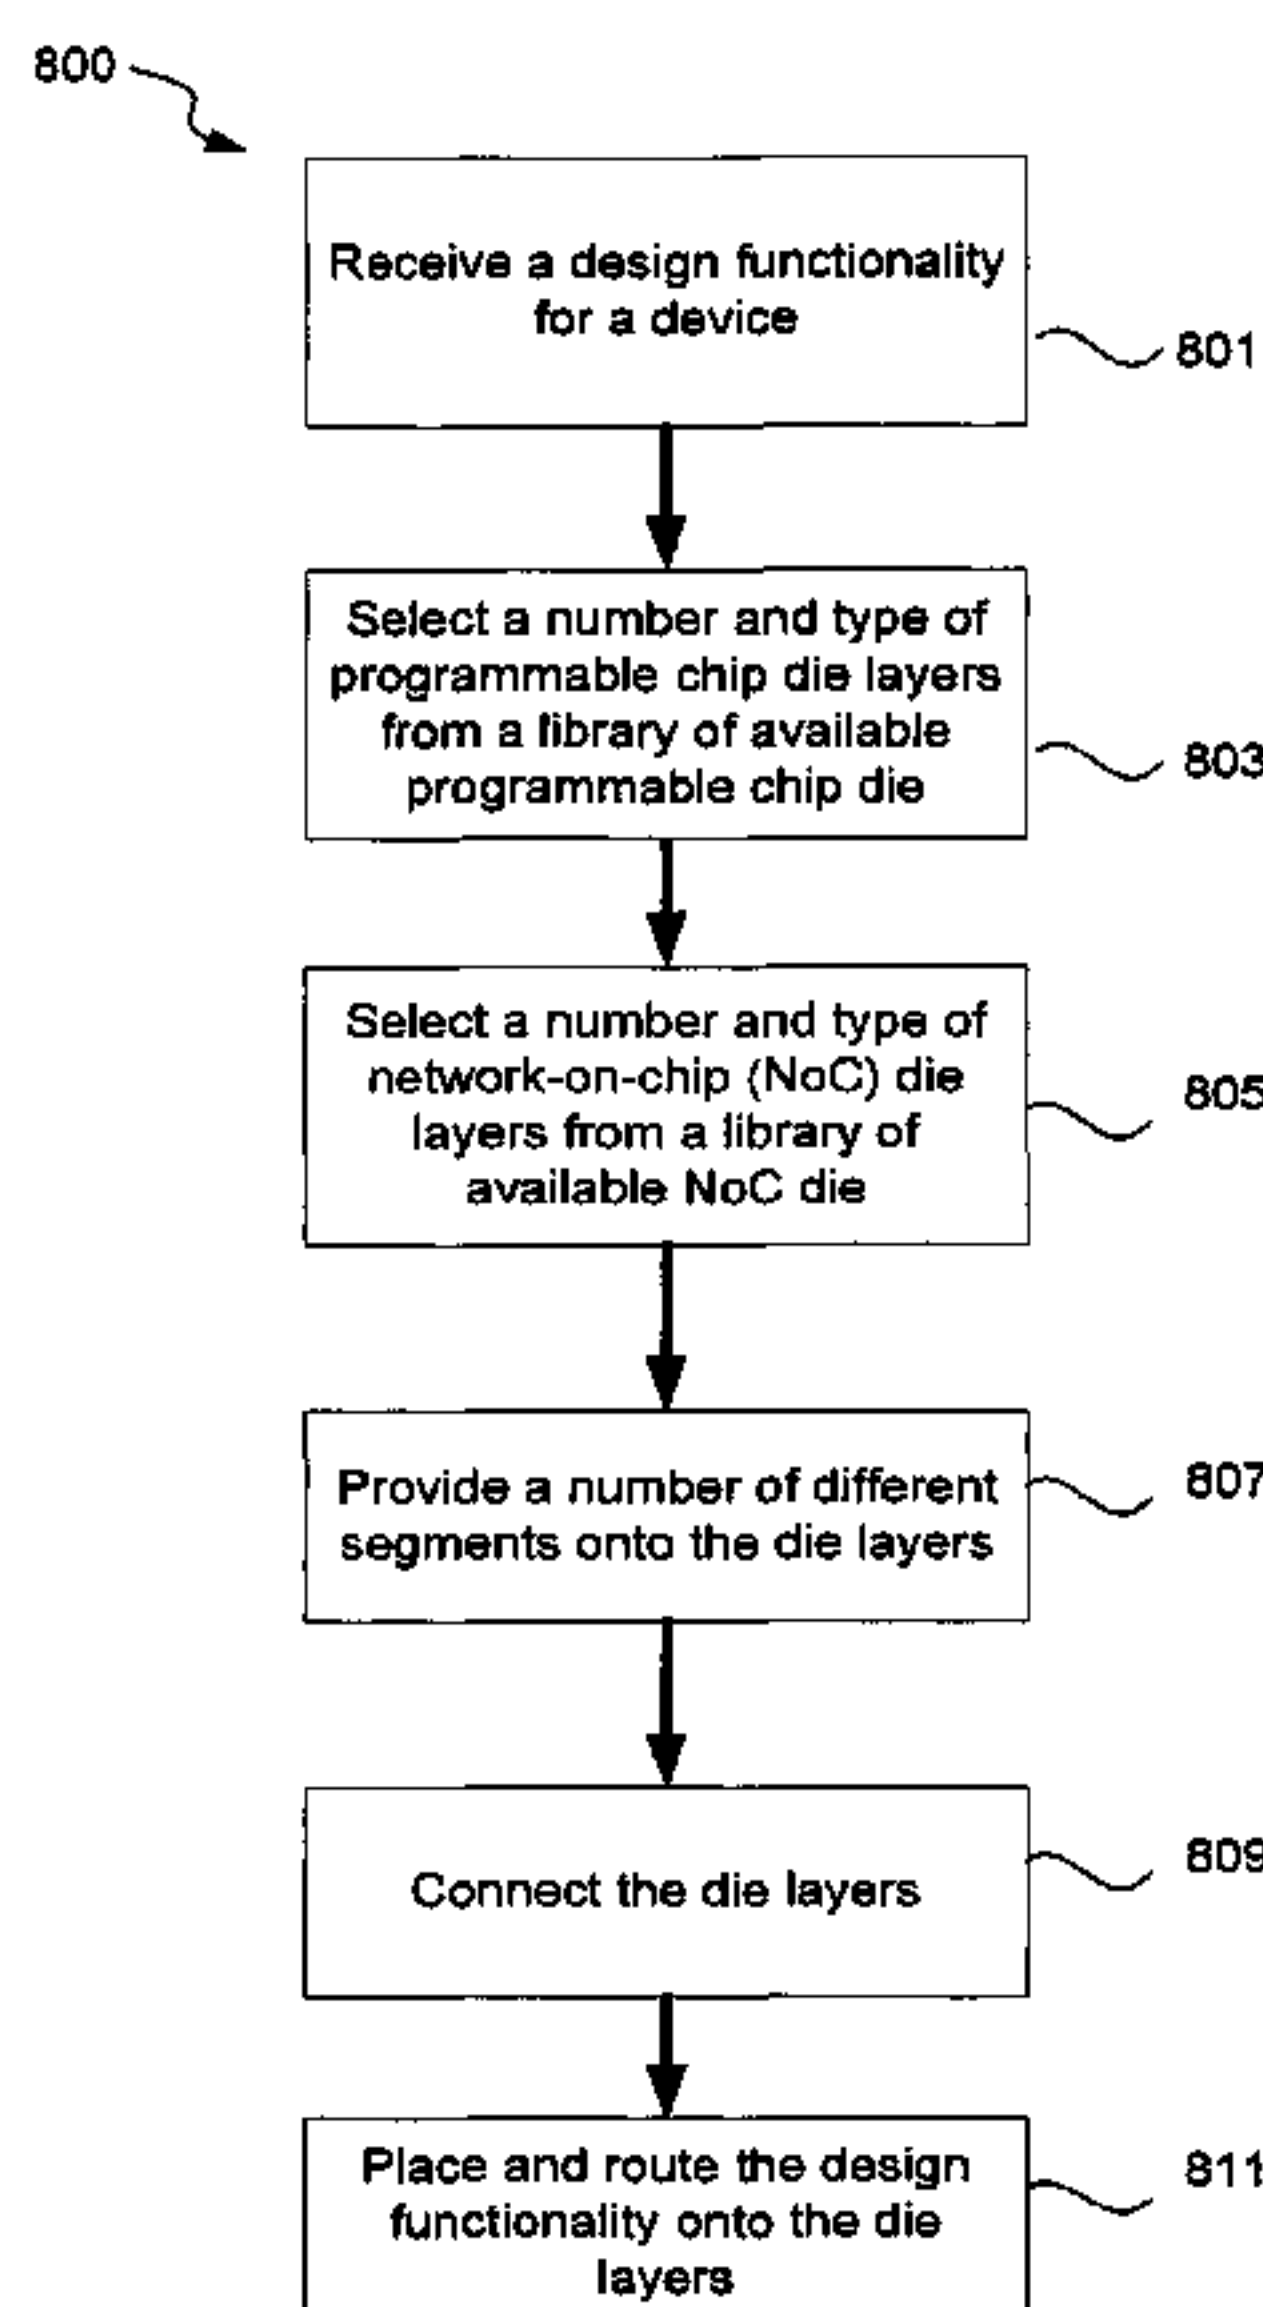 800
Receive a design functionality
for a device
801
Select a number and type of
programmable chip die layers
from a library of available
programmable chip die
803
Select a number and type of
network-on-chip (NoC) die
layers from a library of
available NoC die
805
Provide a number of different
segments onto the die layers
807
Connect the die layers
809
Place and route the design
functionality onto the die
layers
811